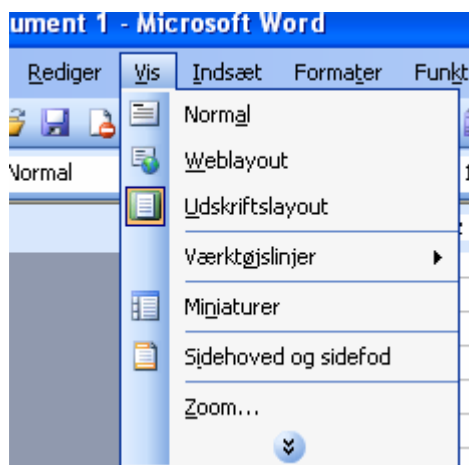 ument 1 - Microsoft Word
Rediger Vis Indsæt Formater Funkt
Normal
Normal
Weblayout
Udskriftslayout
Værktøjslinjer
Miniaturer
Sidehoved og sidefod
Zoom...